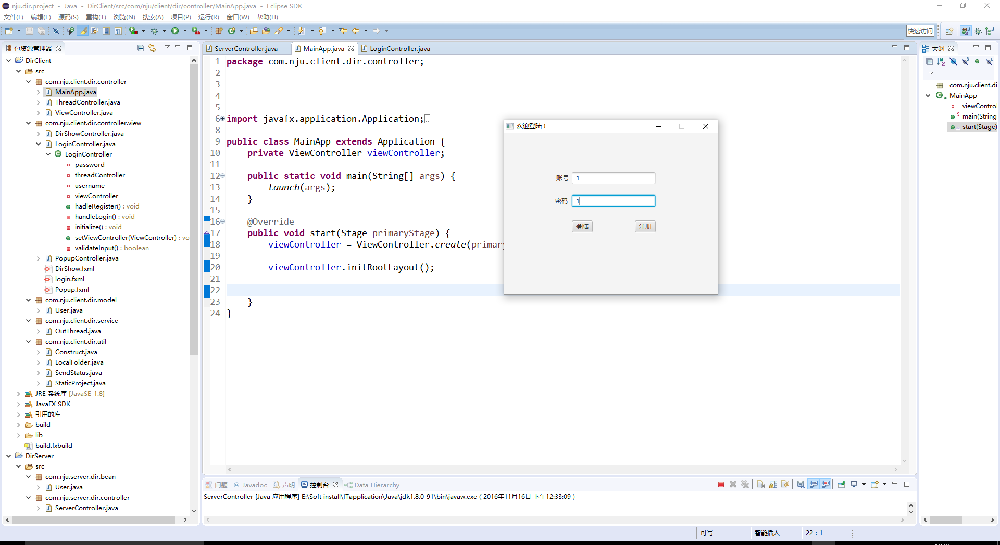 nju.dir.project - Java - DirClient/src/com/nju/client/dir/controller/MainApp.java - Eclipse SDK
文件(F) 编辑(E) 源码(S) 重构(T) 浏览(N) 搜索(A) 项目(P) 运行(R) 窗口(W) 帮助(H)
快速访问
包资源管理器
DirClient
src
com.nju.client.dir.controller
MainApp.java
ThreadController.java
ViewController.java
com.nju.client.dir.controller.view
DirShowController.java
LoginController.java
LoginController
password
threadController
username
viewController
hadleRegister() : void
handleLogin() : void
initialize() : void
setViewController(ViewController) : vo
validateInput() : boolean
PopupController.java
DirShow.fxml
login.fxml
Popup.fxml
com.nju.client.dir.model
User.java
com.nju.client.dir.service
OutThread.java
com.nju.client.dir.util
Construct.java
LocalFolder.java
SendStatus.java
StaticProject.java
JRE 系统库 [JavaSE-1.8]
JavaFX SDK
引用的库
build
lib
build.fxbuild
DirServer
src
com.nju.server.dir.bean
User.java
com.nju.server.dir.controller
ServerController.java
ServerController.java MainApp.java LoginController.java
1 package com.nju.client.dir.controller;
2
3
4
5
6 import javafx.application.Application;
8
9 public class MainApp extends Application {
10 private ViewController viewController;
11
12 public static void main(String[] args) {
13 launch(args);
14 }
15
16 @Override
17 public void start(Stage primaryStage) {
18 viewController = ViewController.create(primary
19
20 viewController.initRootLayout();
21
22
23 }
24 }
欢迎登陆！
账号 1
密码 1
登陆 注册
大纲
com.nju.client.di
MainApp
viewContro
main(String
start(Stage)
问题 @ Javadoc 声明 控制台 Data Hierarchy
ServerController [Java 应用程序] E:\Soft install\ITapplication\Java\jdk1.8.0_91\bin\javaw.exe ( 2016年11月16日 下午12:33:09 )
可写 智能插入 22 : 1